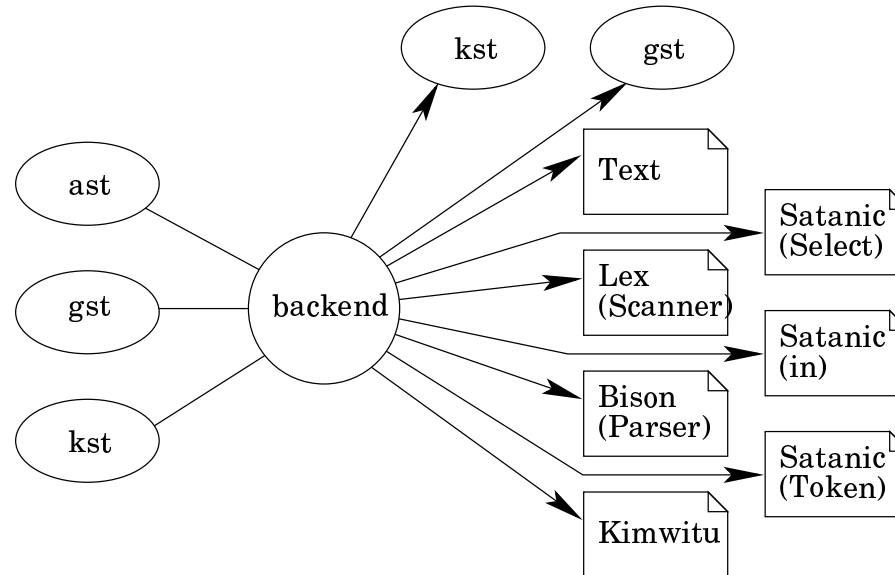 kst
gst
ast
Text
Satanic
(Select)
Lex
(Scanner)
gst
backend
Satanic
(in)
Bison
(Parser)
kst
Satanic
(Token)
Kimwitu